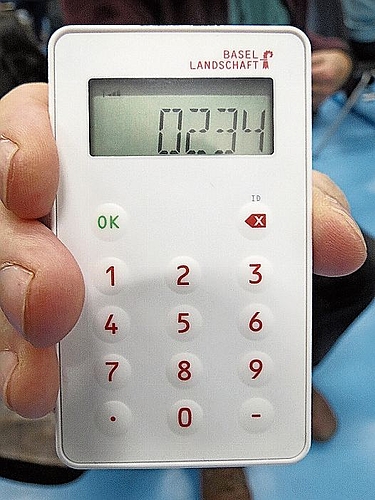 BASEL
LANDSCHAFT
0234
ID
OK X
1 2 3
4 5 6
7 8 9
. 0 -